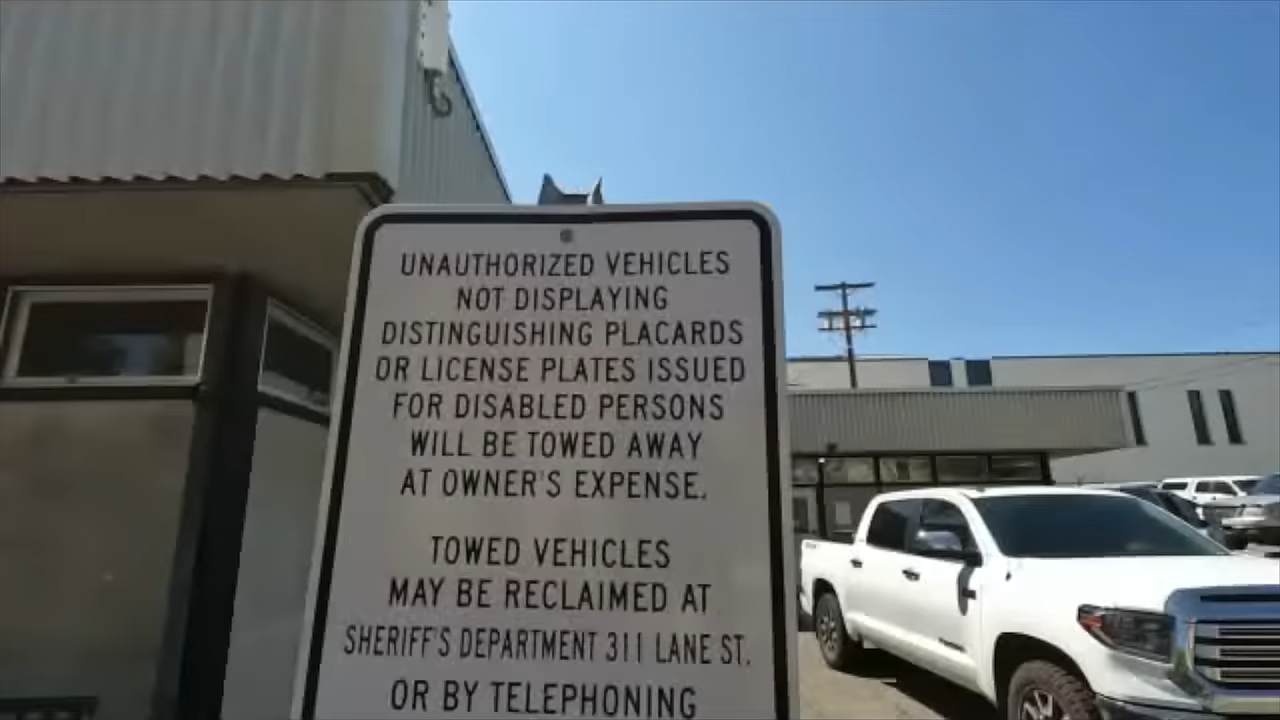 UNAUTHORIZED VEHICLES
NOT DISPLAYING
DISTINGUISHING PLACARDS
OR LICENSE PLATES ISSUED
FOR DISABLED PERSONS
WILL BE TOWED AWAY
AT OWNER'S EXPENSE.
TOWED VEHICLES
MAY BE RECLAIMED AT
SHERIFF'S DEPARTMENT 311 LANE ST.
OR BY TELEPHONING